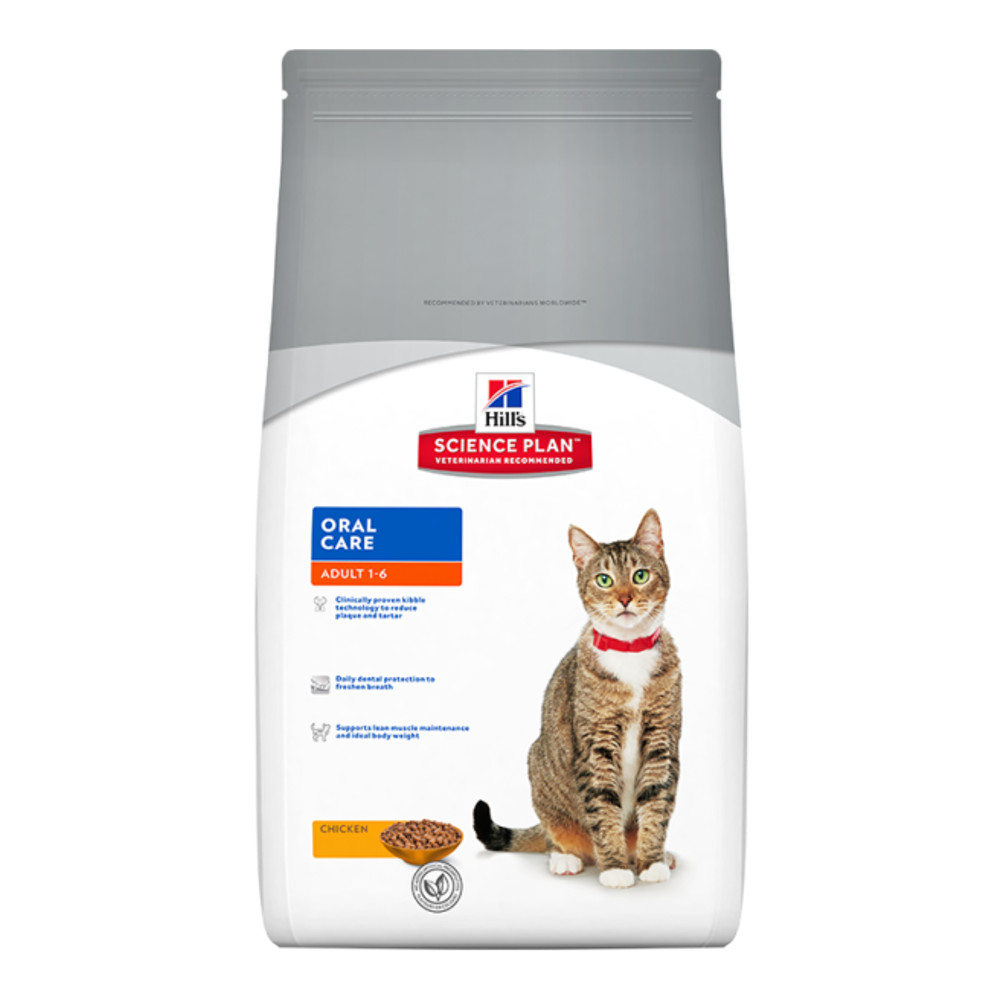 RECOMMENDED BY VETERINARIANS WORLDWIDE™
Hill's
SCIENCE PLAN™
VETERINARIAN RECOMMENDED
ORAL
CARE
ADULT 1-6
Clinically proven kibble
technology to reduce
plaque and tartar
Daily dental protection to
freshen breath
Supports lean muscle maintenance
and ideal body weight
CHICKEN